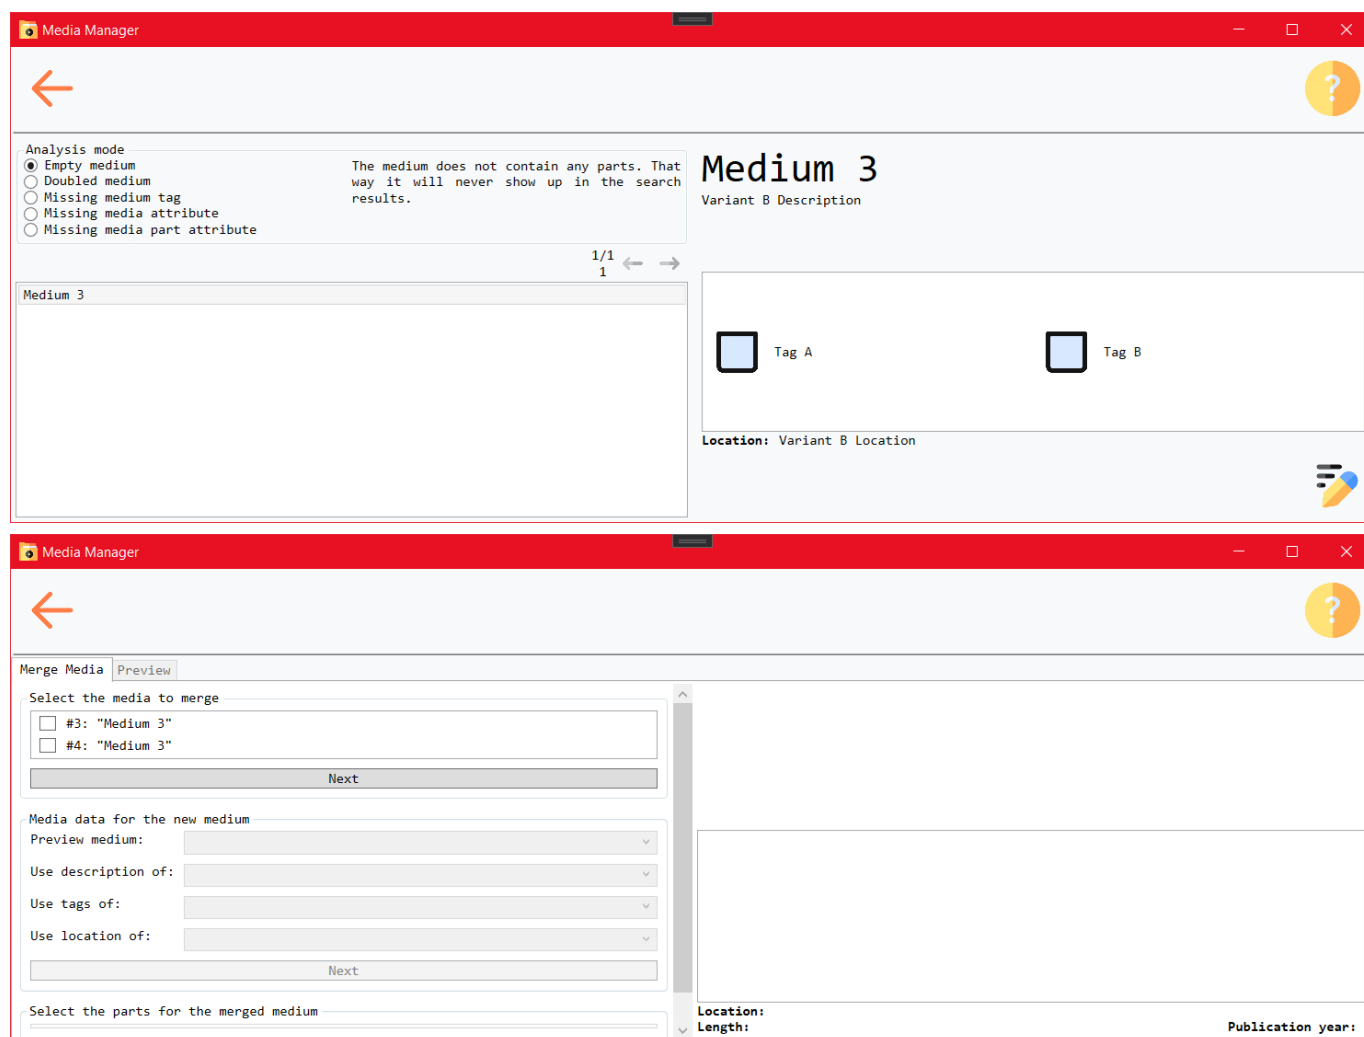 Media Manager
?
Analysis mode
Empty medium
Doubled medium
Missing medium tag
Missing media attribute
Missing media part attribute
The medium does not contain any parts. That
way it will never show up in the search
results.
1/1
1
Medium 3
Medium 3
Variant B Description
Tag A
Tag B
Location: Variant B Location
Media Manager
?
Merge Media
Preview
Select the media to merge
#3: "Medium 3"
#4: "Medium 3"
Next
Media data for the new medium
Preview medium:
Use description of:
Use tags of:
Use location of:
Next
Select the parts for the merged medium
Location:
Length:
Publication year: